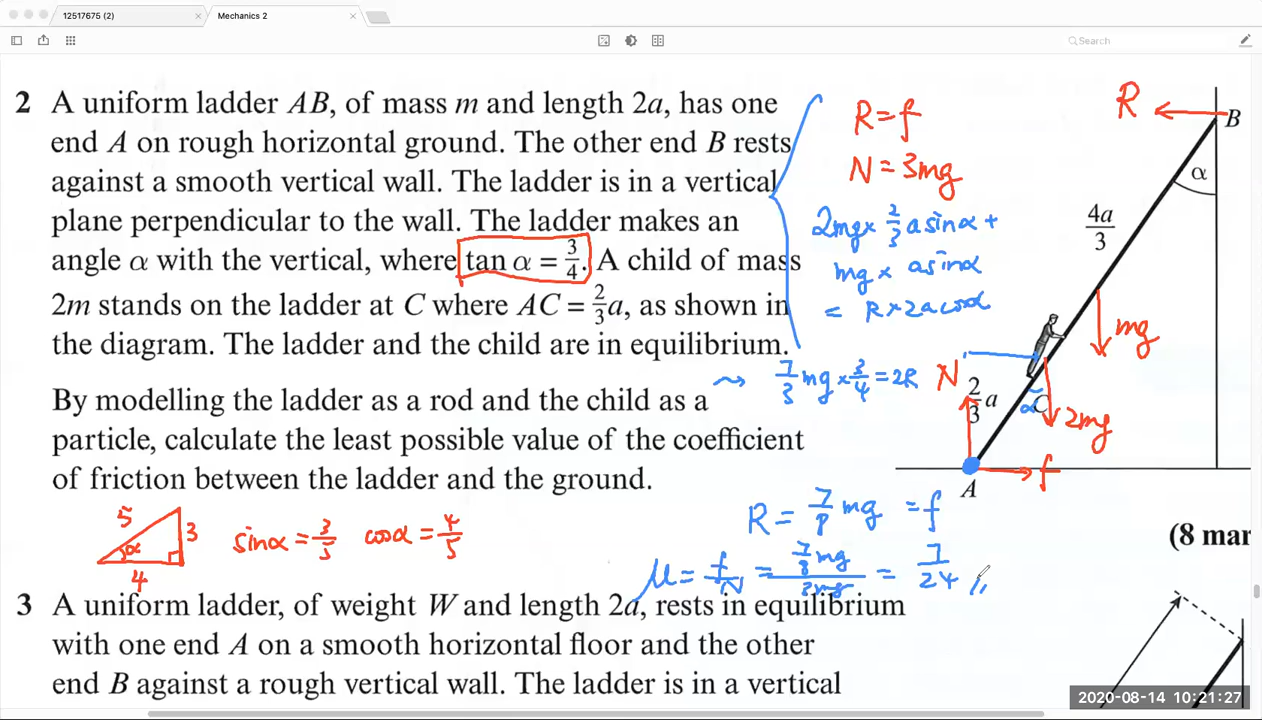 12517675 (2)
Mechanics 2
Search
2 A uniform ladder AB, of mass m and length 2a, has one
end A on rough horizontal ground. The other end B rests
against a smooth vertical wall. The ladder is in a vertical
plane perpendicular to the wall. The ladder makes an
angle α with the vertical, where tan α = 3/4. A child of mass
2m stands on the ladder at C where AC = 2/3 a, as shown in
the diagram. The ladder and the child are in equilibrium.
By modelling the ladder as a rod and the child as a
particle, calculate the least possible value of the coefficient
of friction between the ladder and the ground.
R = f
N = 3mg
2mg × 2/3 a sinα +
mg × a sinα
= R × 2a cosα
⇝ 7/3 mg × 3/4 = 2R
R
B
α
4a/3
mg
N
2/3 a
α
C
2mg
f
A
R = 7/8 mg = f
μ = f/N = 7/8 mg / 3mg = 7/24 //
5
3
α
4
sinα = 3/5 cosα = 4/5
(8 mar
3 A uniform ladder, of weight W and length 2a, rests in equilibrium
with one end A on a smooth horizontal floor and the other
end B against a rough vertical wall. The ladder is in a vertical
2020-08-14 10:21:27